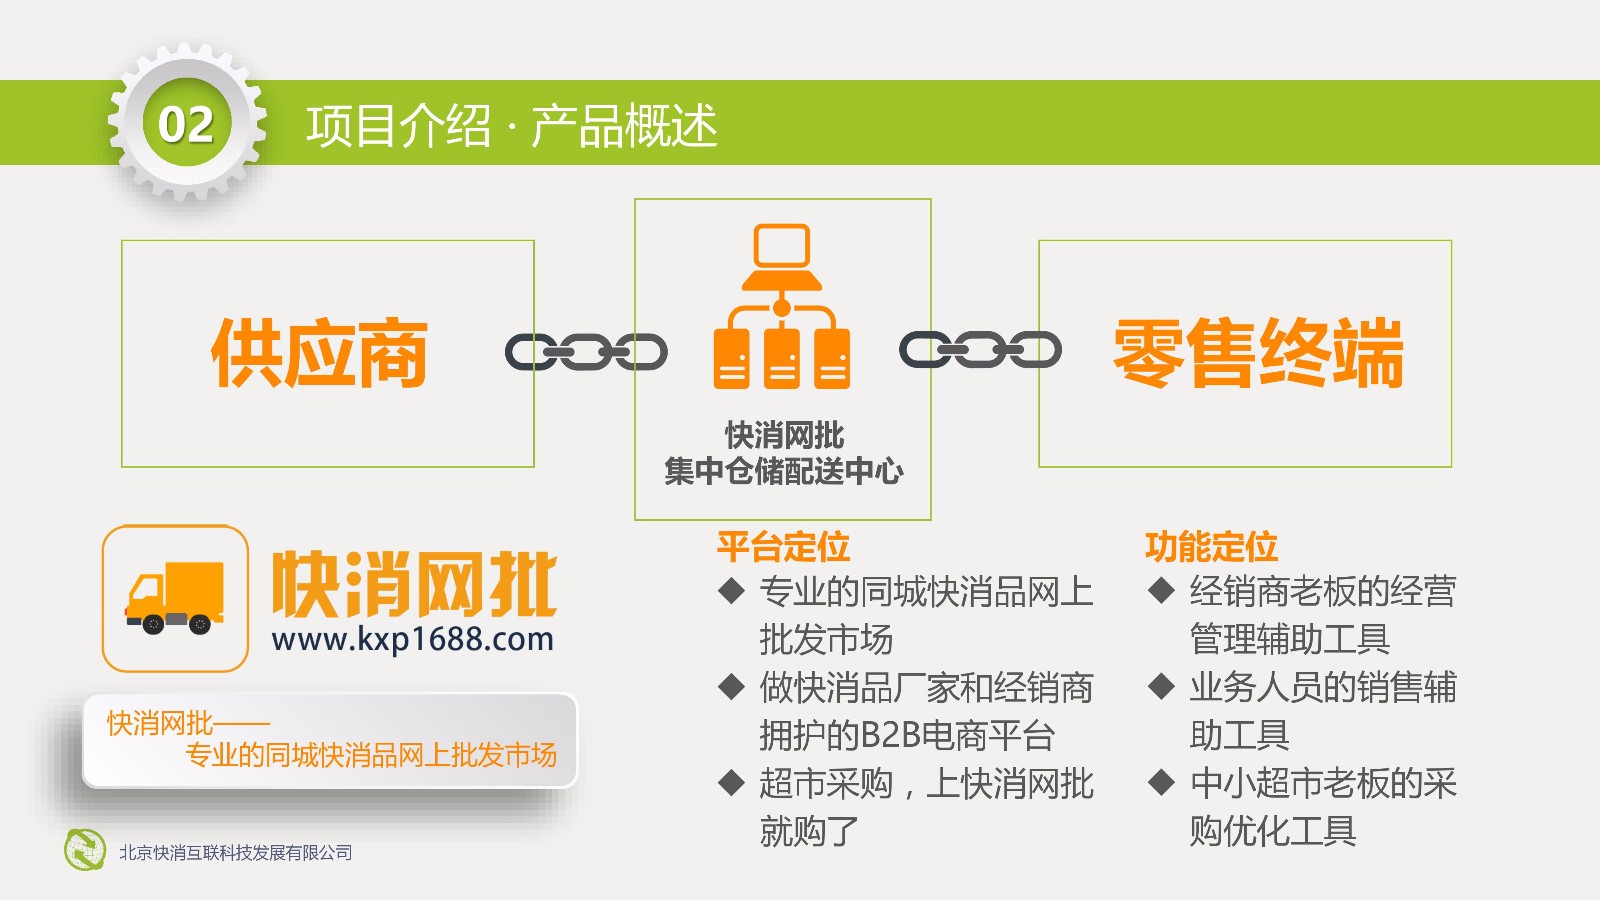 02
项目介绍 · 产品概述
供应商
快消网批
集中仓储配送中心
零售终端
快消网批
www.kxp1688.com
快消网批——
专业的同城快消品网上批发市场
平台定位
◆ 专业的同城快消品网上
批发市场
◆ 做快消品厂家和经销商
拥护的B2B电商平台
◆ 超市采购，上快消网批
就购了
功能定位
◆ 经销商老板的经营
管理辅助工具
◆ 业务人员的销售辅
助工具
◆ 中小超市老板的采
购优化工具
北京快消互联科技发展有限公司